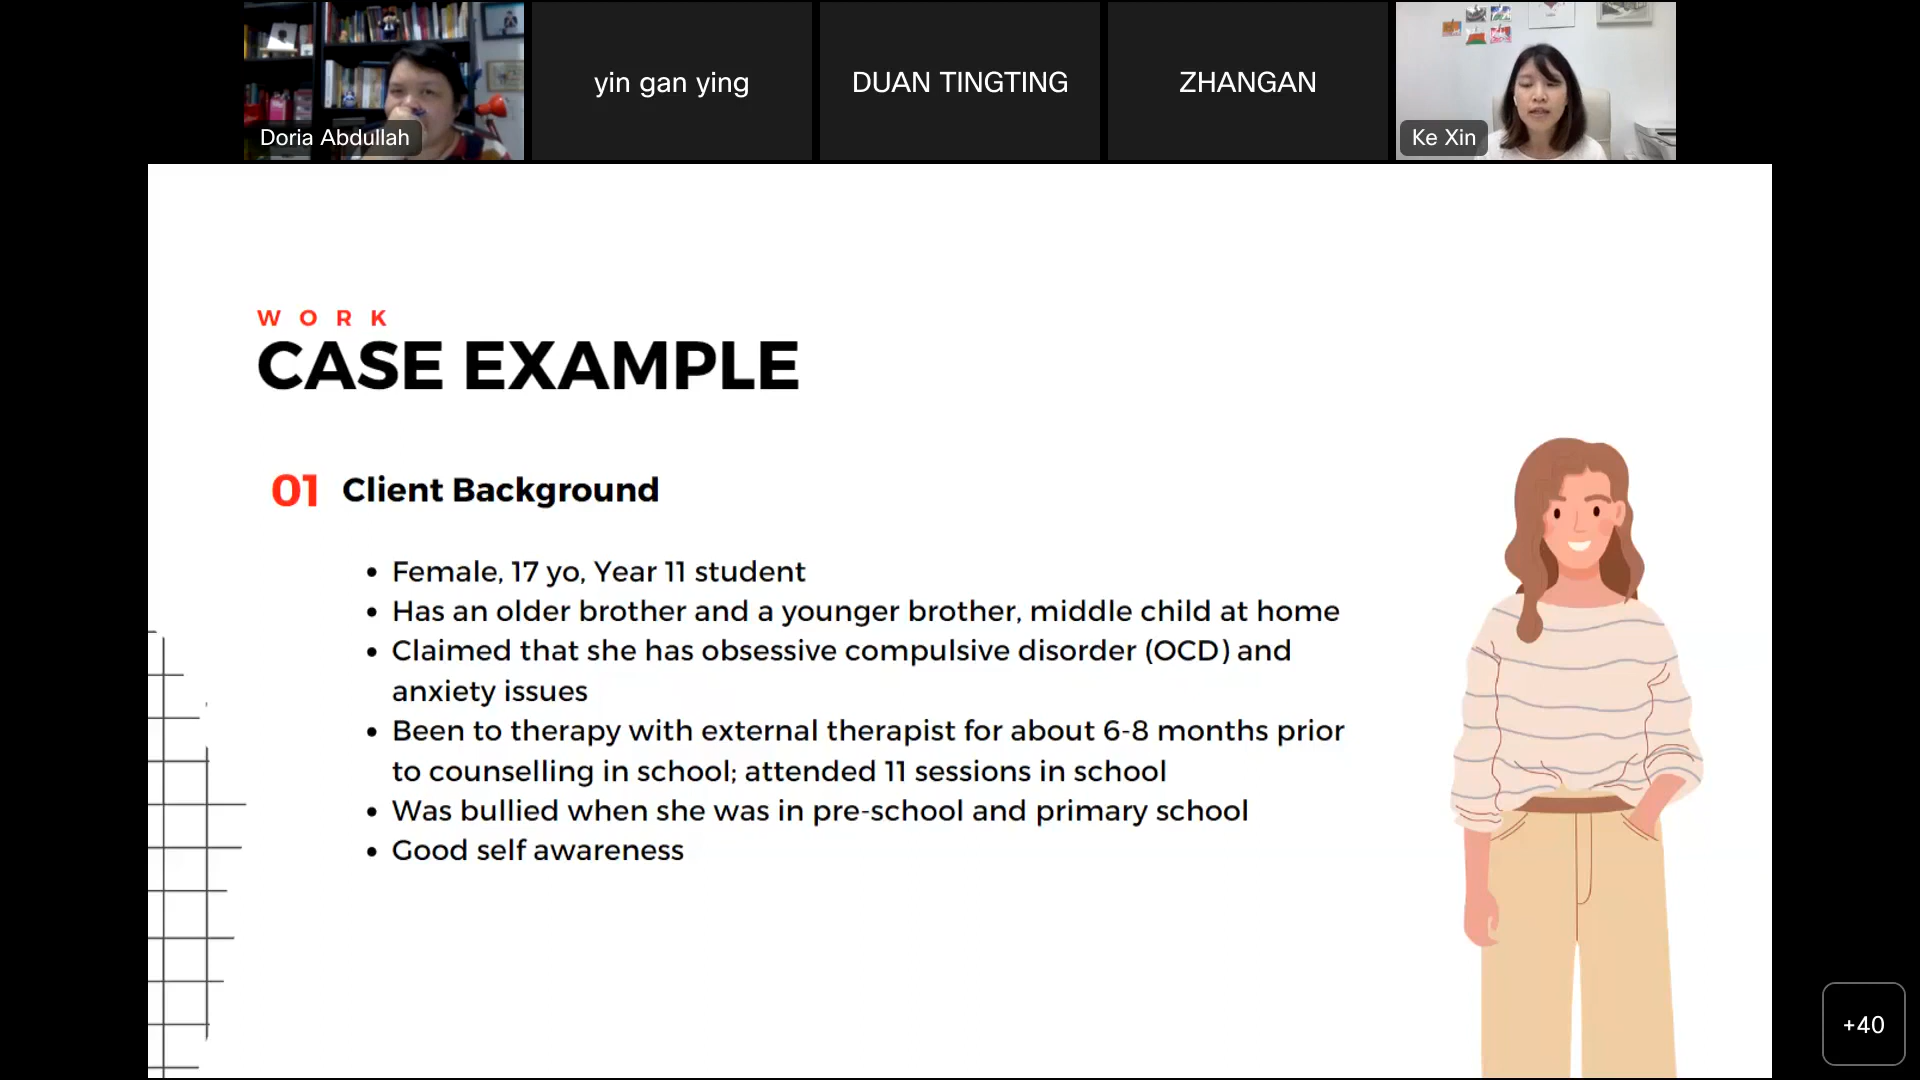 Doria Abdullah
yin gan ying
DUAN TINGTING
ZHANGAN
Ke Xin
WORK
CASE EXAMPLE
01 Client Background
• Female, 17 yo, Year 11 student
• Has an older brother and a younger brother, middle child at home
• Claimed that she has obsessive compulsive disorder (OCD) and
anxiety issues
• Been to therapy with external therapist for about 6-8 months prior
to counselling in school; attended 11 sessions in school
• Was bullied when she was in pre-school and primary school
• Good self awareness
+40